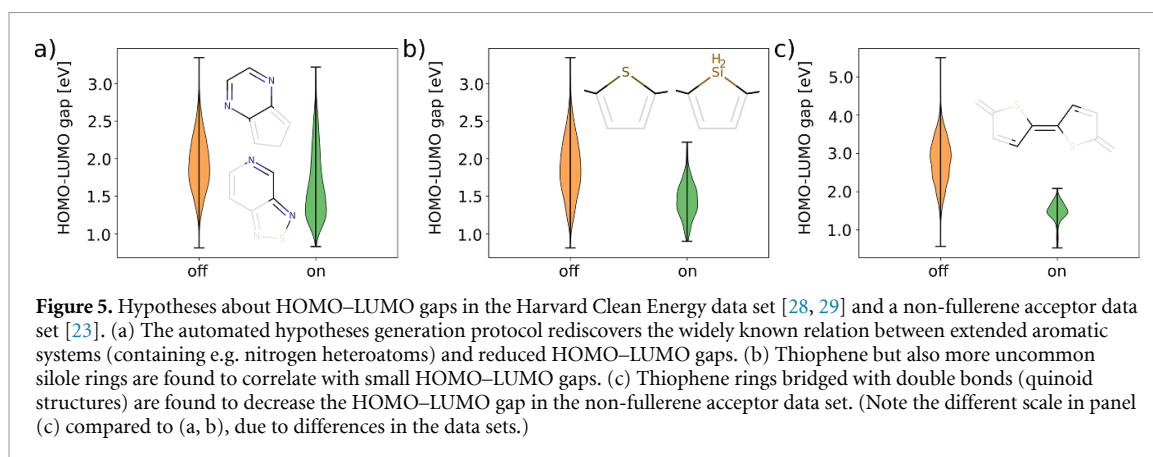 a)
HOMO-LUMO gap [eV]
3.0
2.5
2.0
1.5
1.0
off
on
N
N
N
N
N
S
b)
HOMO-LUMO gap [eV]
3.0
2.5
2.0
1.5
1.0
off
on
S
H2
Si
c)
HOMO-LUMO gap [eV]
5.0
4.0
3.0
2.0
1.0
off
on
S
S
Figure 5. Hypotheses about HOMO–LUMO gaps in the Harvard Clean Energy data set [28, 29] and a non-fullerene acceptor data
set [23]. (a) The automated hypotheses generation protocol rediscovers the widely known relation between extended aromatic
systems (containing e.g. nitrogen heteroatoms) and reduced HOMO–LUMO gaps. (b) Thiophene but also more uncommon
silole rings are found to correlate with small HOMO–LUMO gaps. (c) Thiophene rings bridged with double bonds (quinoid
structures) are found to decrease the HOMO–LUMO gap in the non-fullerene acceptor data set. (Note the different scale in panel
(c) compared to (a, b), due to differences in the data sets.)